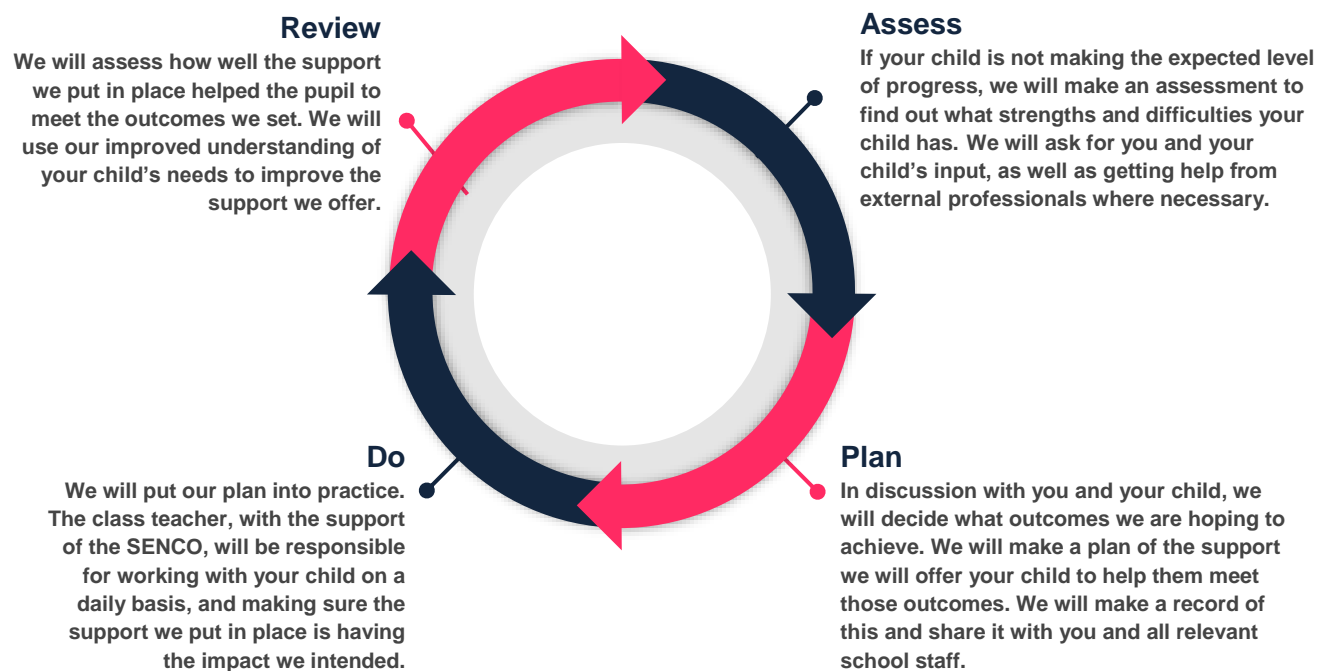 Review
We will assess how well the support
we put in place helped the pupil to
meet the outcomes we set. We will
use our improved understanding of
your child’s needs to improve the
support we offer.
Assess
If your child is not making the expected level
of progress, we will make an assessment to
find out what strengths and difficulties your
child has. We will ask for you and your
child’s input, as well as getting help from
external professionals where necessary.
Do
We will put our plan into practice.
The class teacher, with the support
of the SENCO, will be responsible
for working with your child on a
daily basis, and making sure the
support we put in place is having
the impact we intended.
Plan
In discussion with you and your child, we
will decide what outcomes we are hoping to
achieve. We will make a plan of the support
we will offer your child to help them meet
those outcomes. We will make a record of
this and share it with you and all relevant
school staff.